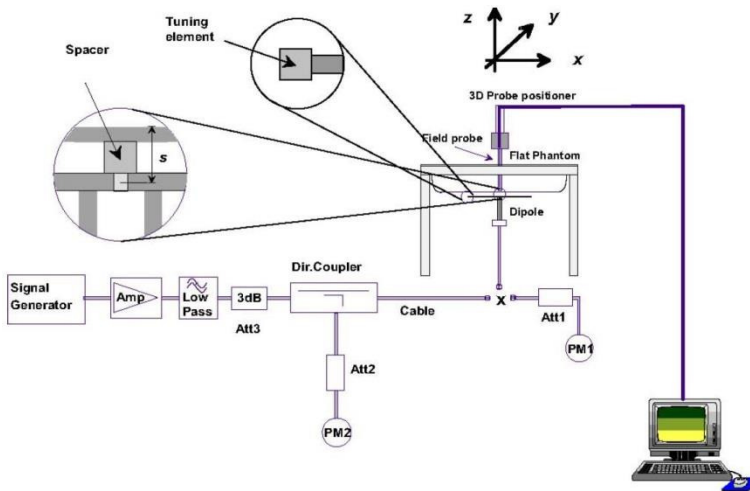 Tuning
element
Spacer
s
z
y
x
3D Probe positioner
Field probe
Flat Phantom
Dipole
Signal
Generator
Amp
Low
Pass
3dB
Att3
Dir.Coupler
Cable
x
Att1
PM1
Att2
PM2